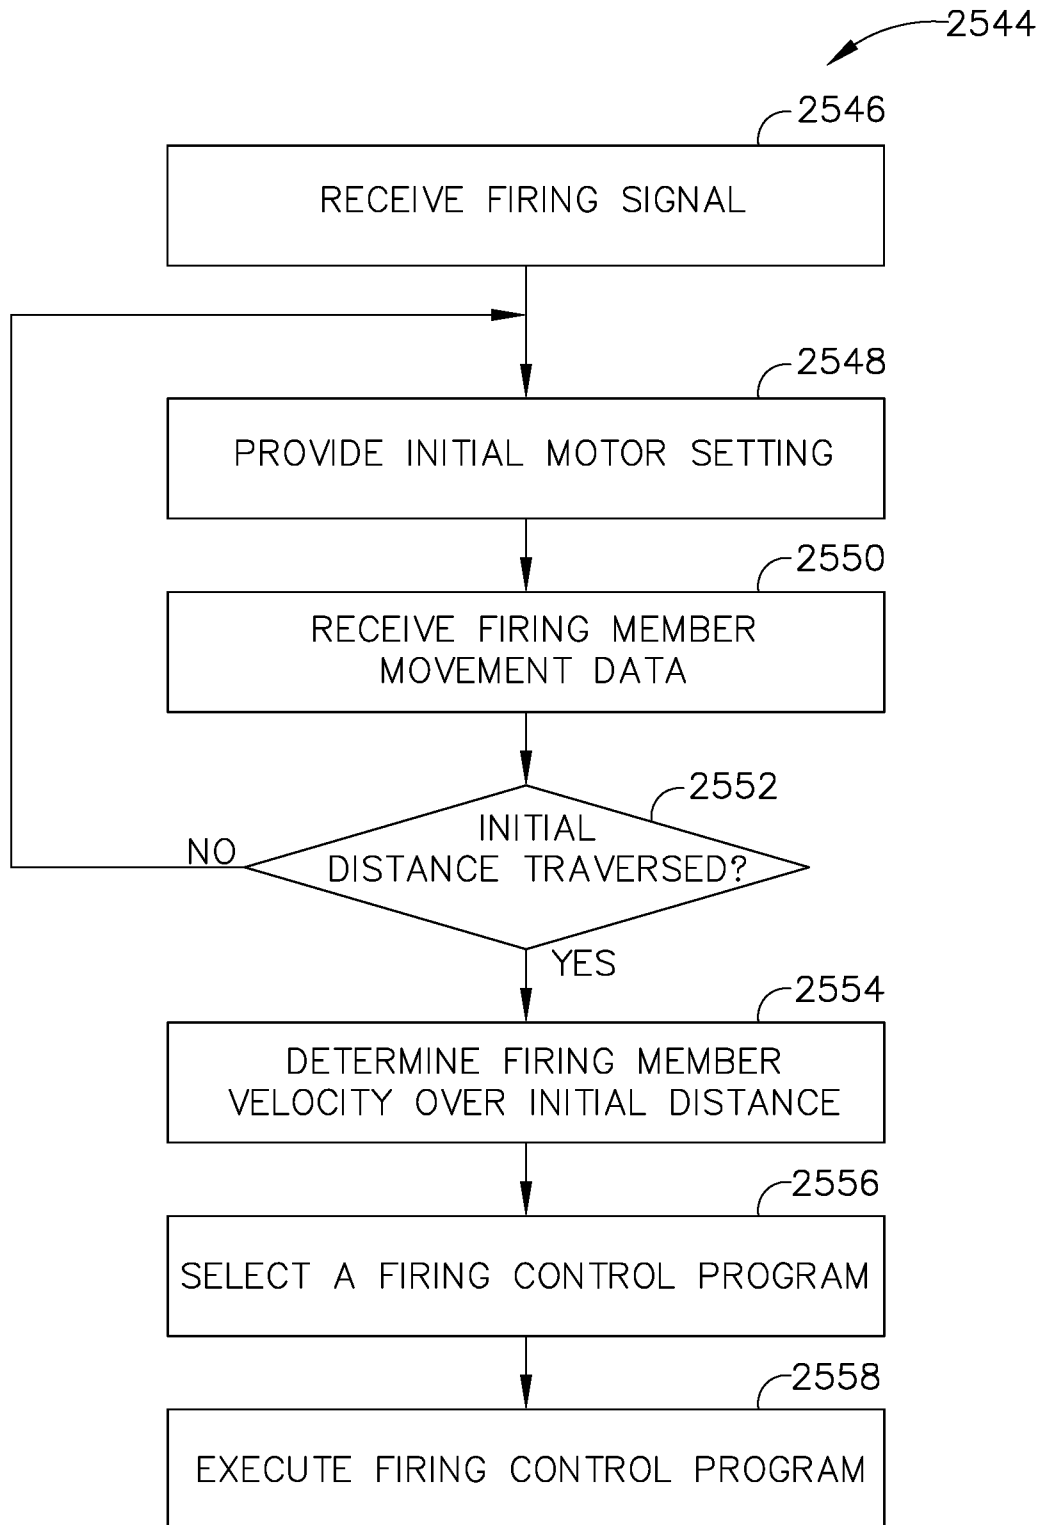 2544
2546
RECEIVE FIRING SIGNAL
2548
PROVIDE INITIAL MOTOR SETTING
2550
RECEIVE FIRING MEMBER
MOVEMENT DATA
2552
INITIAL
DISTANCE TRAVERSED?
NO
YES
2554
DETERMINE FIRING MEMBER
VELOCITY OVER INITIAL DISTANCE
2556
SELECT A FIRING CONTROL PROGRAM
2558
EXECUTE FIRING CONTROL PROGRAM